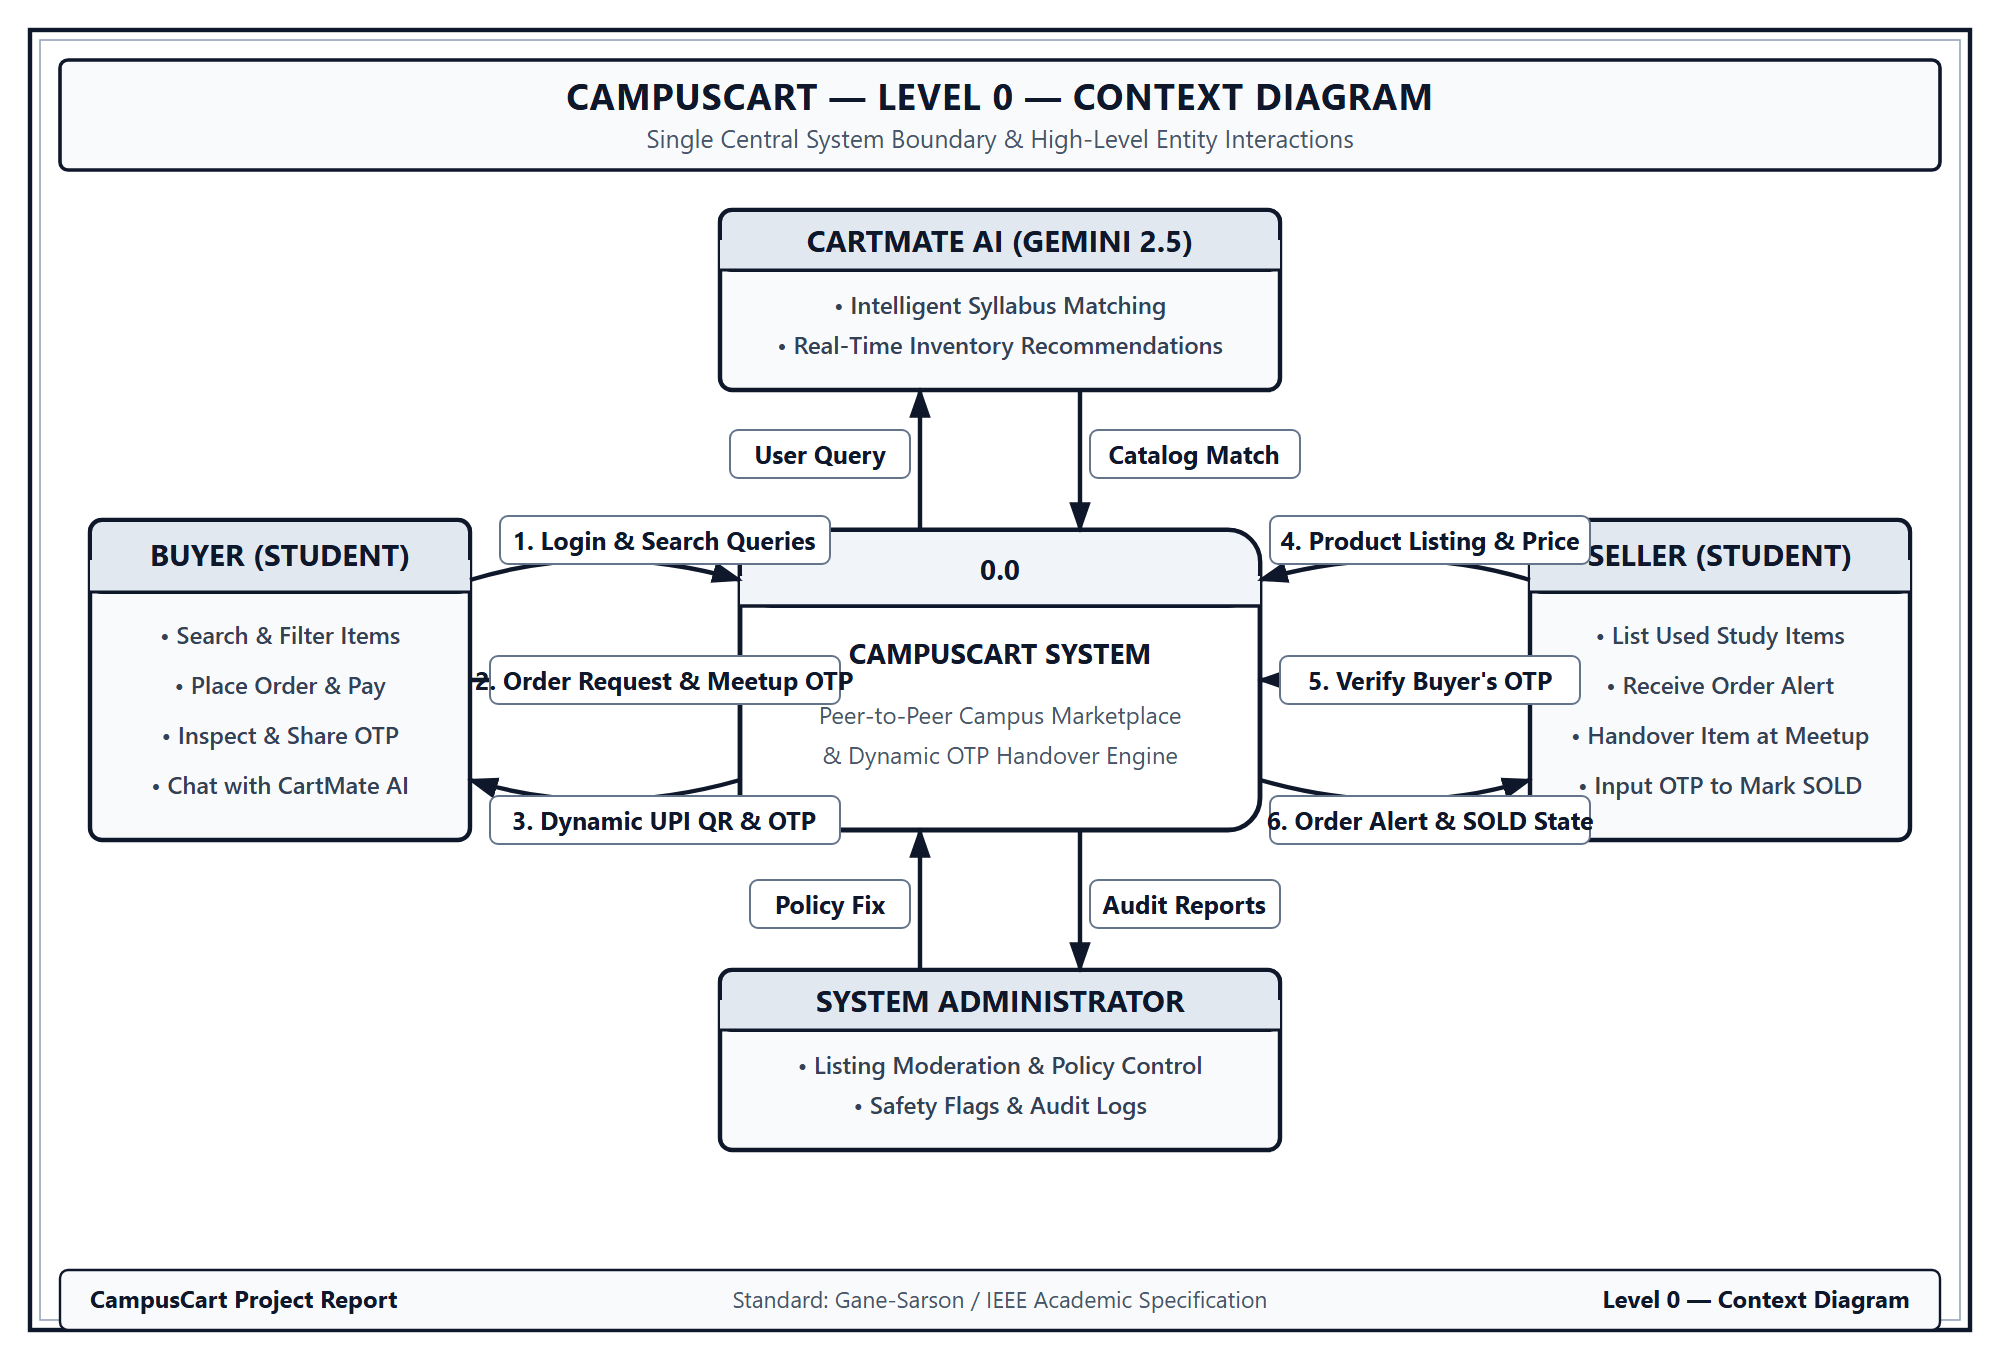 CAMPUSCART — LEVEL 0 — CONTEXT DIAGRAM
Single Central System Boundary & High-Level Entity Interactions
CARTMATE AI (GEMINI 2.5)
• Intelligent Syllabus Matching
• Real-Time Inventory Recommendations
User Query
Catalog Match
BUYER (STUDENT)
• Search & Filter Items
• Place Order & Pay
• Inspect & Share OTP
• Chat with CartMate AI
1. Login & Search Queries
2. Order Request & Meetup OTP
3. Dynamic UPI QR & OTP
0.0
CAMPUSCART SYSTEM
Peer-to-Peer Campus Marketplace
& Dynamic OTP Handover Engine
4. Product Listing & Price
5. Verify Buyer's OTP
6. Order Alert & SOLD State
SELLER (STUDENT)
• List Used Study Items
• Receive Order Alert
• Handover Item at Meetup
• Input OTP to Mark SOLD
Policy Fix
Audit Reports
SYSTEM ADMINISTRATOR
• Listing Moderation & Policy Control
• Safety Flags & Audit Logs
CampusCart Project Report
Standard: Gane-Sarson / IEEE Academic Specification
Level 0 — Context Diagram